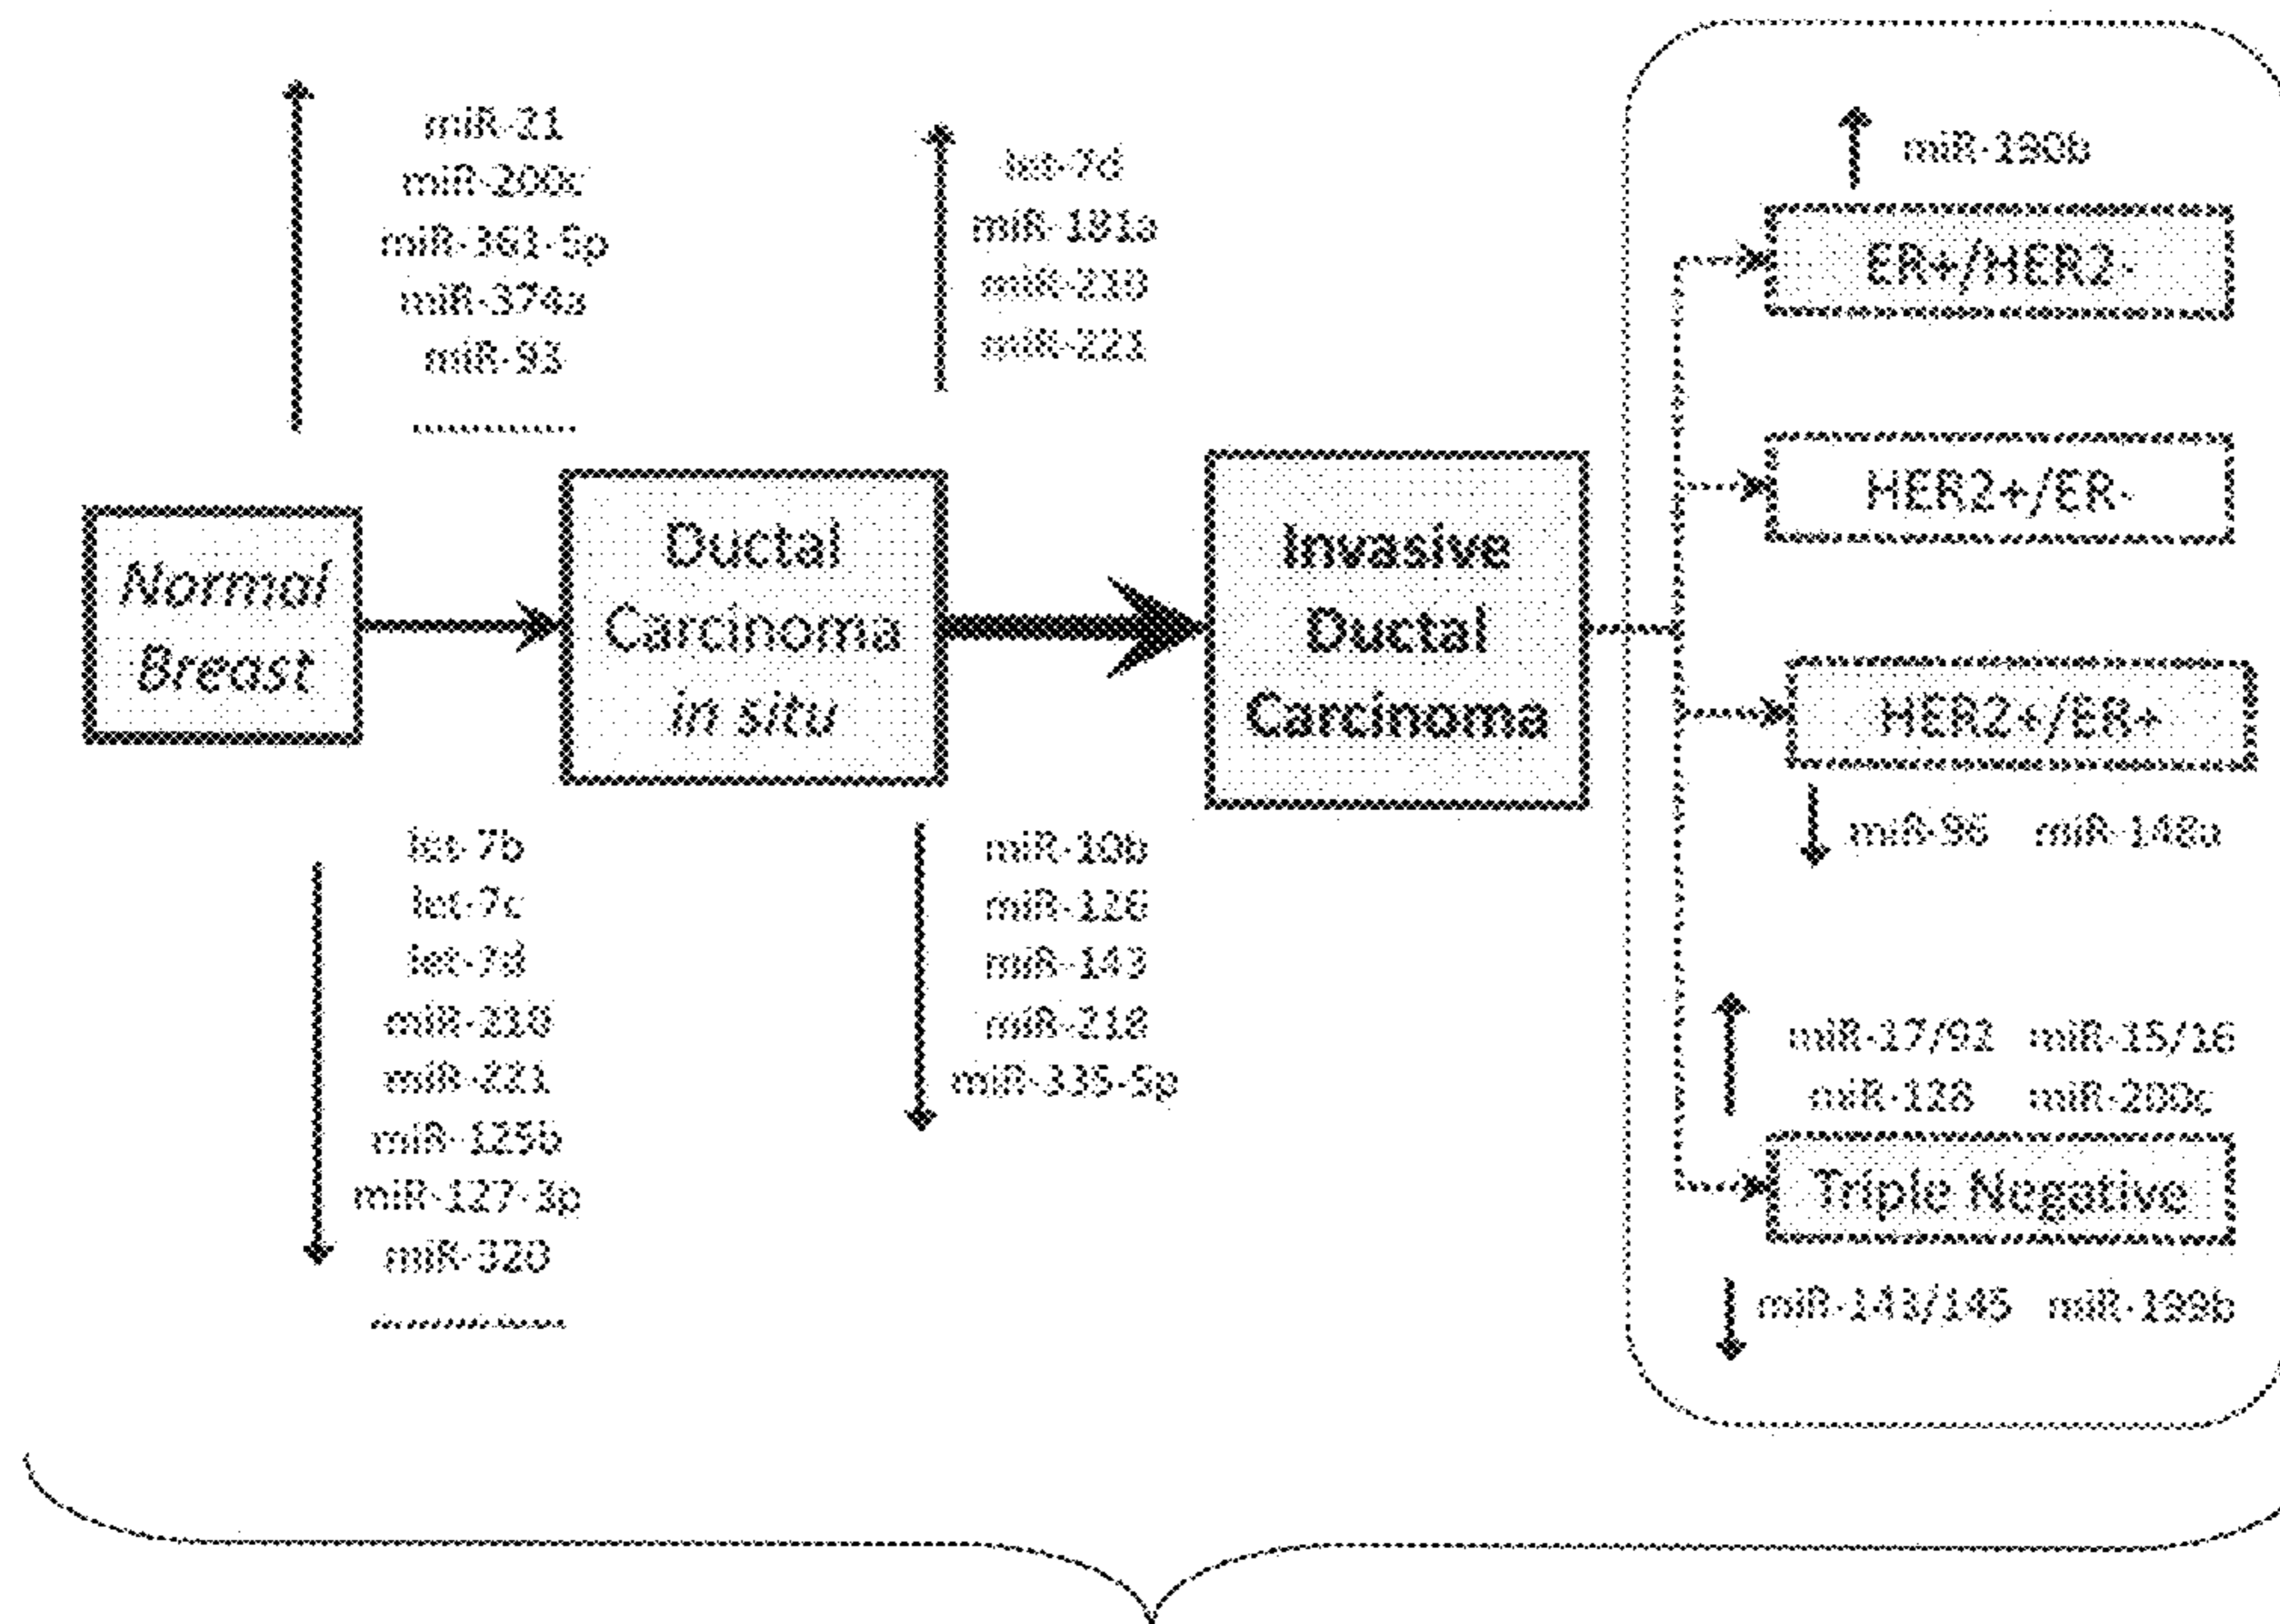 miR-21
miR-200c
miR-361-5p
miR-374a
miR-93
let-7d
miR-181a
miR-210
miR-221
miR-190b
ER+/HER2-
HER2+/ER-
Normal
Breast
Ductal
Carcinoma
in situ
Invasive
Ductal
Carcinoma
HER2+/ER+
miR-148a
let-7b
let-7c
let-7d
miR-210
miR-221
miR-125b
miR-127-3p
miR-320
miR-10b
miR-126
miR-143
miR-218
miR-335-5p
miR-17/92 miR-15/16
miR-200c
Triple Negative
miR-143/145 miR-199b